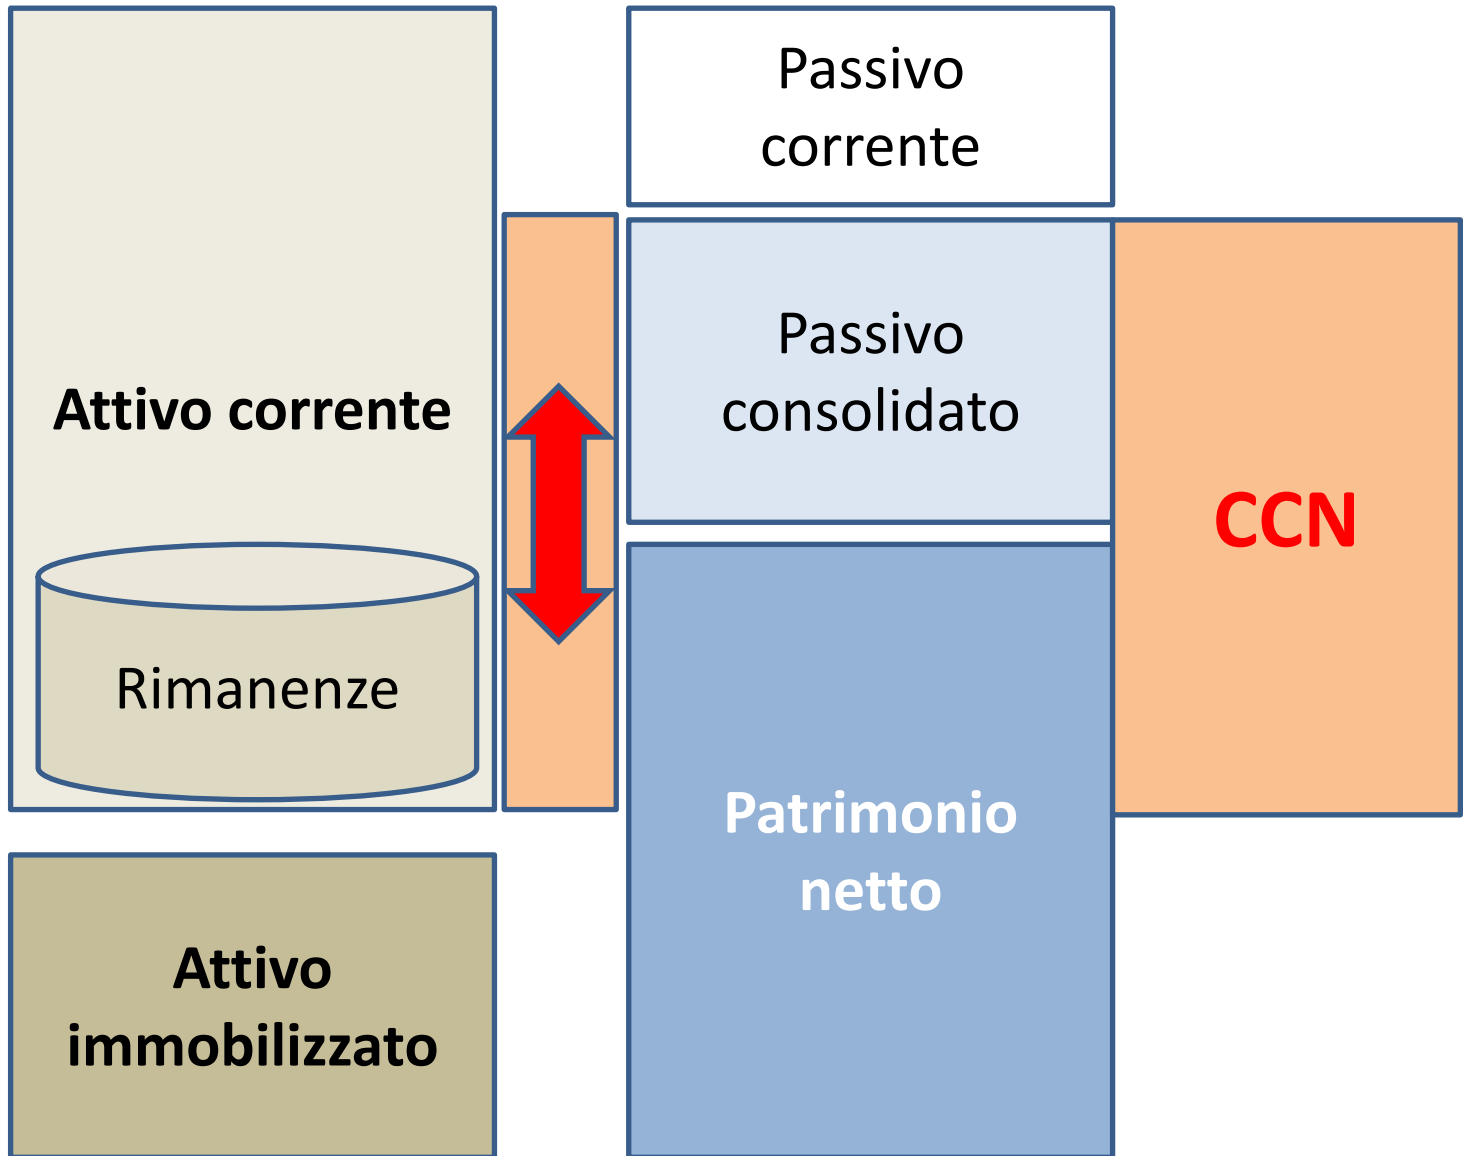 Attivo corrente
Rimanenze
Attivo
immobilizzato
Passivo
corrente
Passivo
consolidato
Patrimonio
netto
CCN